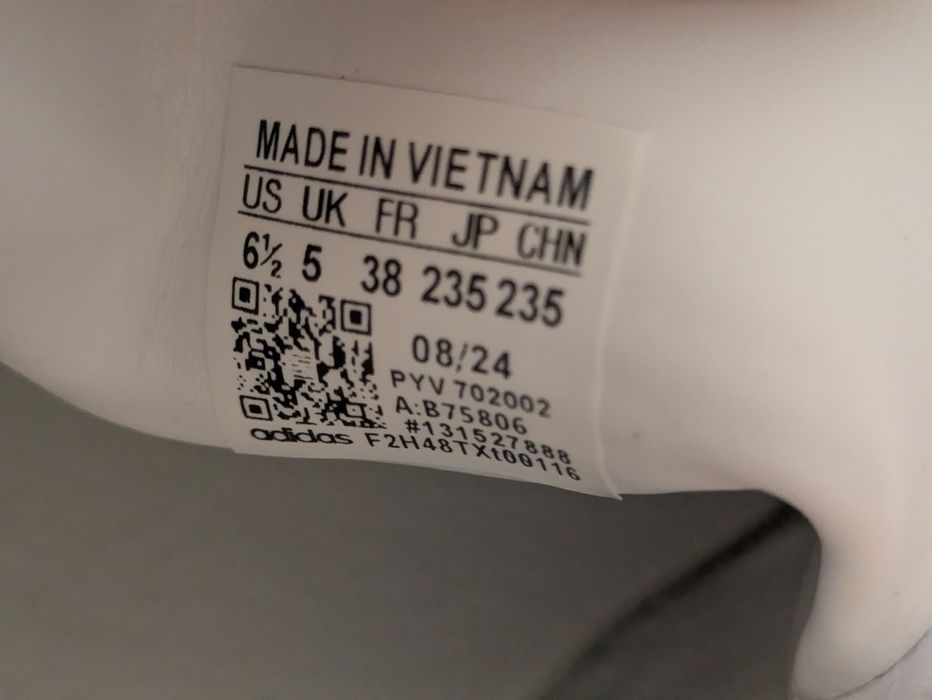 MADE IN VIETNAM
US UK FR JP CHN
6½ 5 38 235 235
08/24
PYV 702002
A:B75806
#131527888
adidas F2H48TXt00116